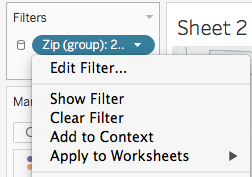 Filters
Sheet 2
Zip (group): 2..
Edit Filter...
Show Filter
Clear Filter
Add to Context
Apply to Worksheets
Mar